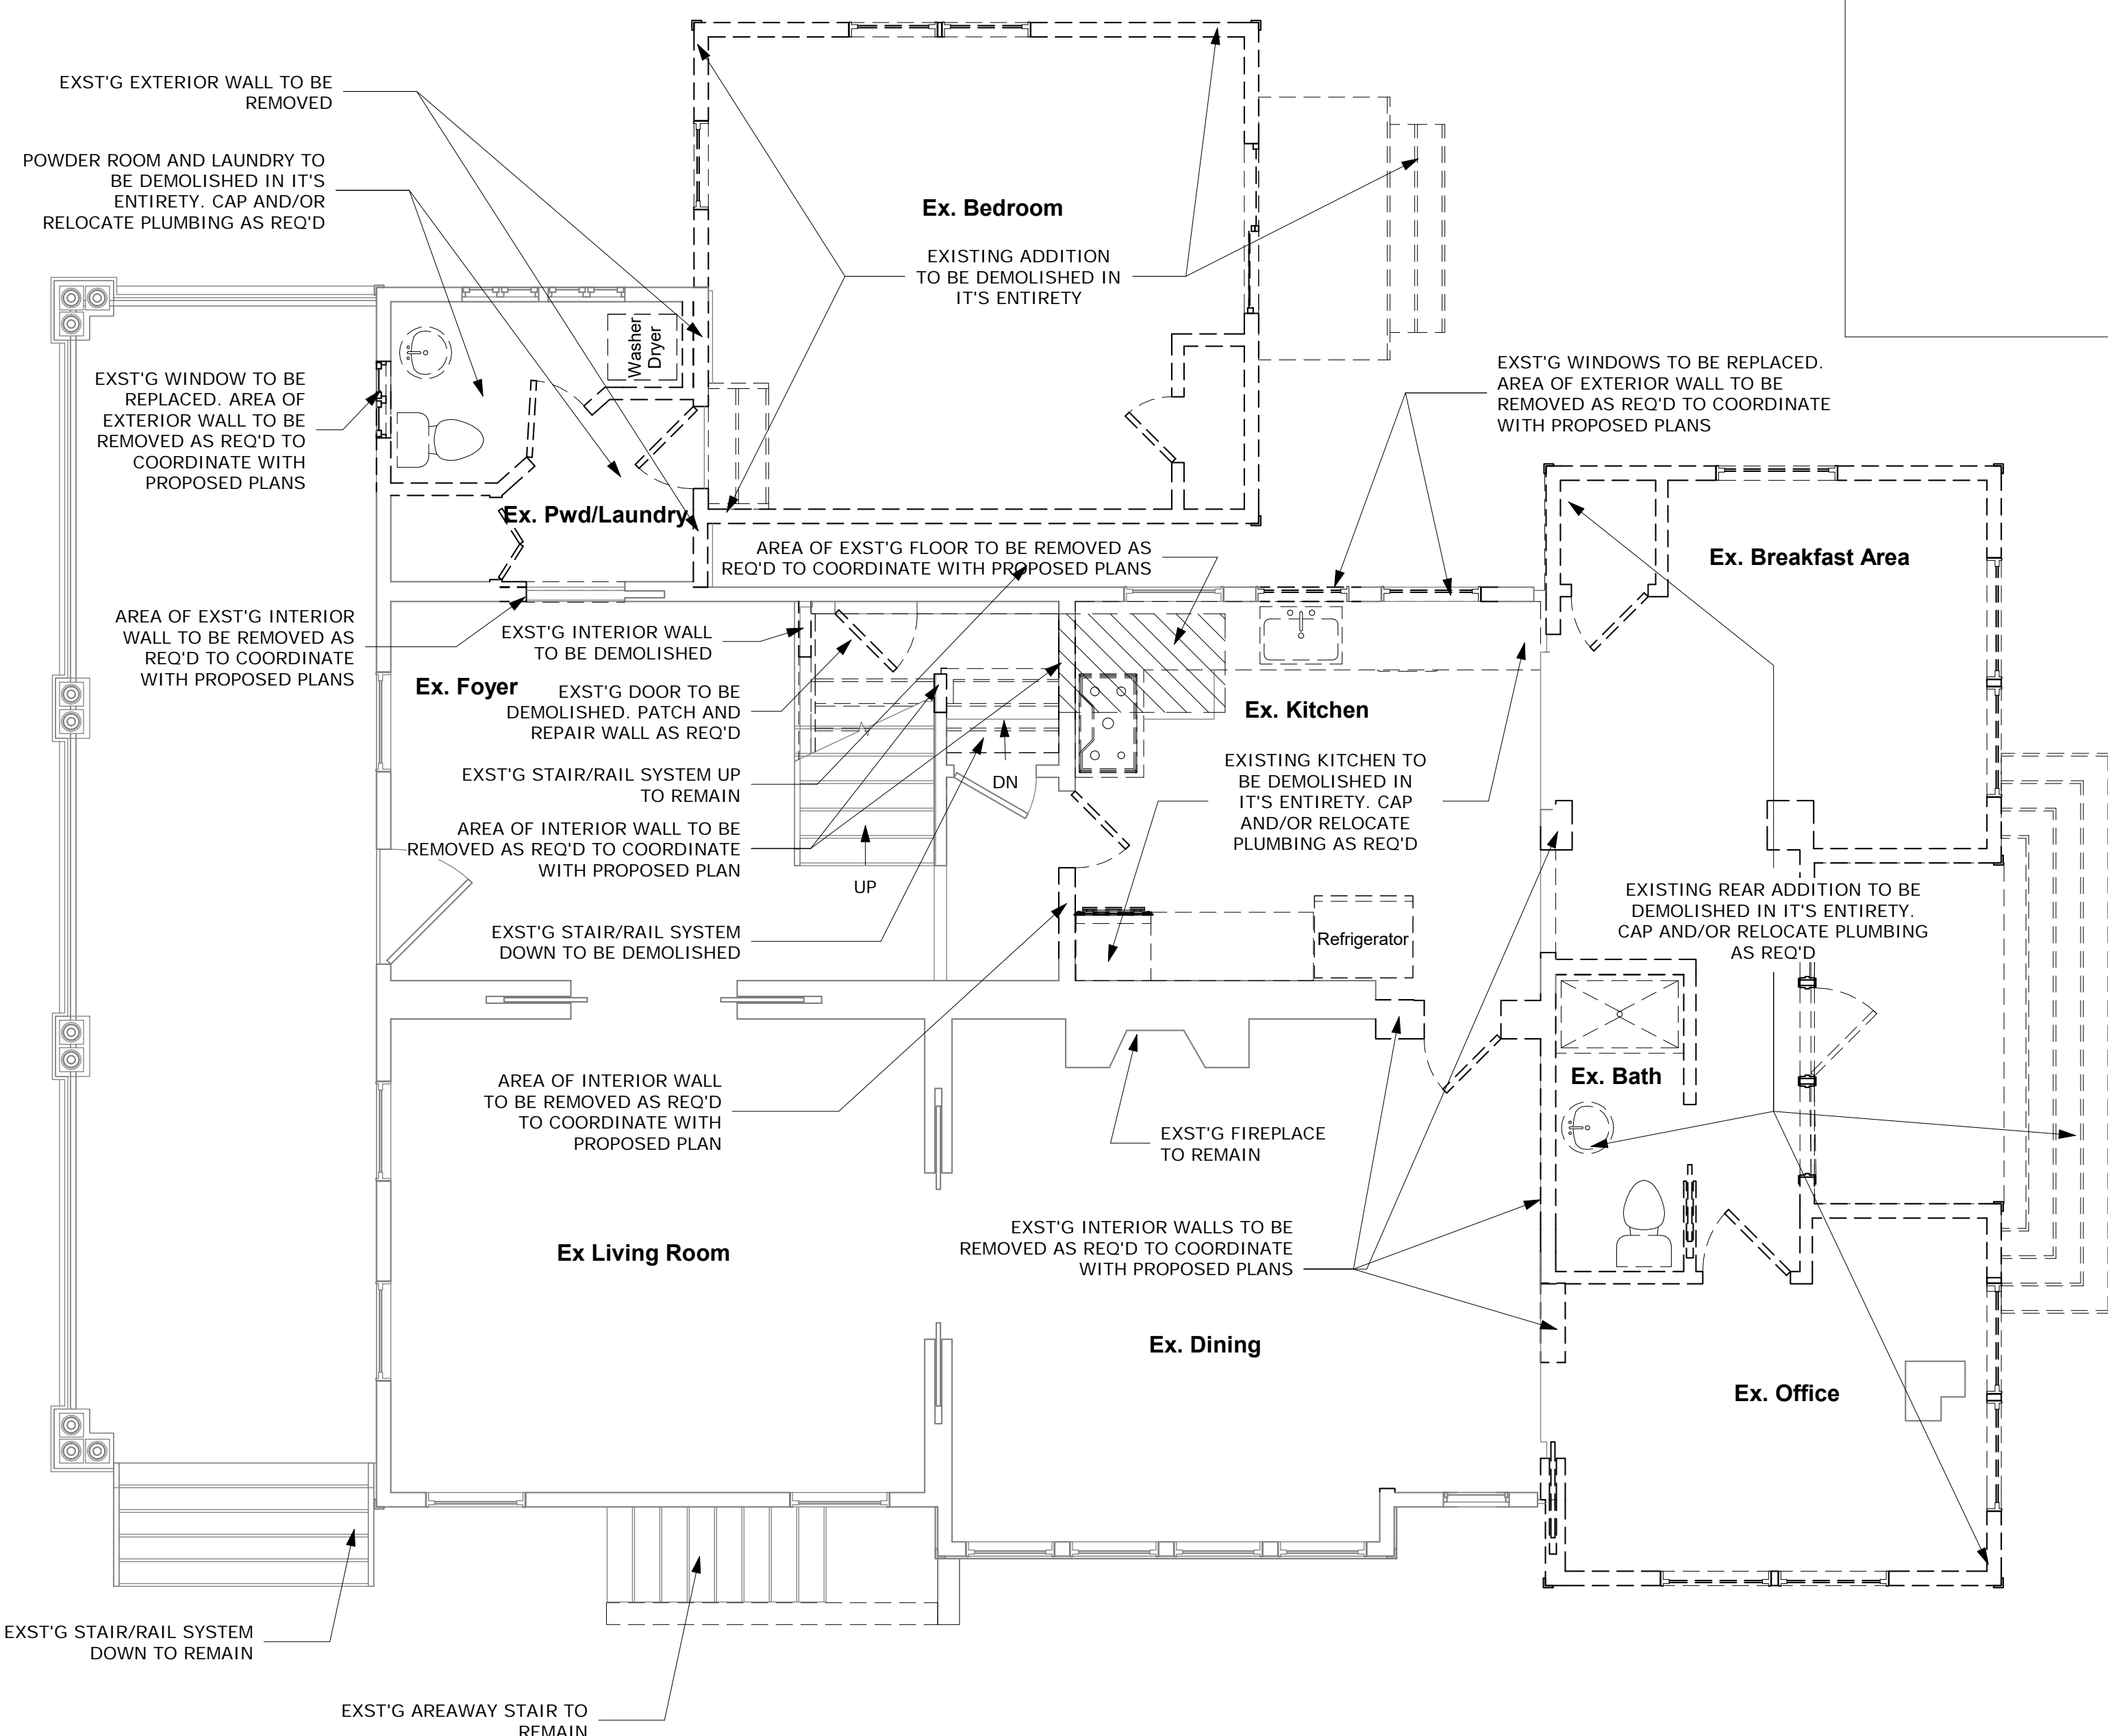 EXST'G EXTERIOR WALL TO BE
REMOVED
POWDER ROOM AND LAUNDRY TO
BE DEMOLISHED IN IT'S
ENTIRETY. CAP AND/OR
RELOCATE PLUMBING AS REQ'D
Ex. Bedroom
EXISTING ADDITION
TO BE DEMOLISHED IN
IT'S ENTIRETY
Washer
Dryer
EXST'G WINDOW TO BE
REPLACED. AREA OF
EXTERIOR WALL TO BE
REMOVED AS REQ'D TO
COORDINATE WITH
PROPOSED PLANS
EXST'G WINDOWS TO BE REPLACED.
AREA OF EXTERIOR WALL TO BE
REMOVED AS REQ'D TO COORDINATE
WITH PROPOSED PLANS
Ex. Pwd/Laundry
AREA OF EXST'G FLOOR TO BE REMOVED AS
REQ'D TO COORDINATE WITH PROPOSED PLANS
Ex. Breakfast Area
AREA OF EXST'G INTERIOR
WALL TO BE REMOVED AS
REQ'D TO COORDINATE
WITH PROPOSED PLANS
EXST'G INTERIOR WALL
TO BE DEMOLISHED
Ex. Foyer
EXST'G DOOR TO BE
DEMOLISHED. PATCH AND
REPAIR WALL AS REQ'D
Ex. Kitchen
EXST'G STAIR/RAIL SYSTEM UP
TO REMAIN
DN
EXISTING KITCHEN TO
BE DEMOLISHED IN
IT'S ENTIRETY. CAP
AND/OR RELOCATE
PLUMBING AS REQ'D
AREA OF INTERIOR WALL TO BE
REMOVED AS REQ'D TO COORDINATE
WITH PROPOSED PLAN
UP
EXISTING REAR ADDITION TO BE
DEMOLISHED IN IT'S ENTIRETY.
CAP AND/OR RELOCATE PLUMBING
AS REQ'D
EXST'G STAIR/RAIL SYSTEM
DOWN TO BE DEMOLISHED
Refrigerator
AREA OF INTERIOR WALL
TO BE REMOVED AS REQ'D
TO COORDINATE WITH
PROPOSED PLAN
Ex. Bath
EXST'G FIREPLACE
TO REMAIN
Ex Living Room
EXST'G INTERIOR WALLS TO BE
REMOVED AS REQ'D TO COORDINATE
WITH PROPOSED PLANS
Ex. Dining
Ex. Office
EXST'G STAIR/RAIL SYSTEM
DOWN TO REMAIN
EXST'G AREAWAY STAIR TO
REMAIN